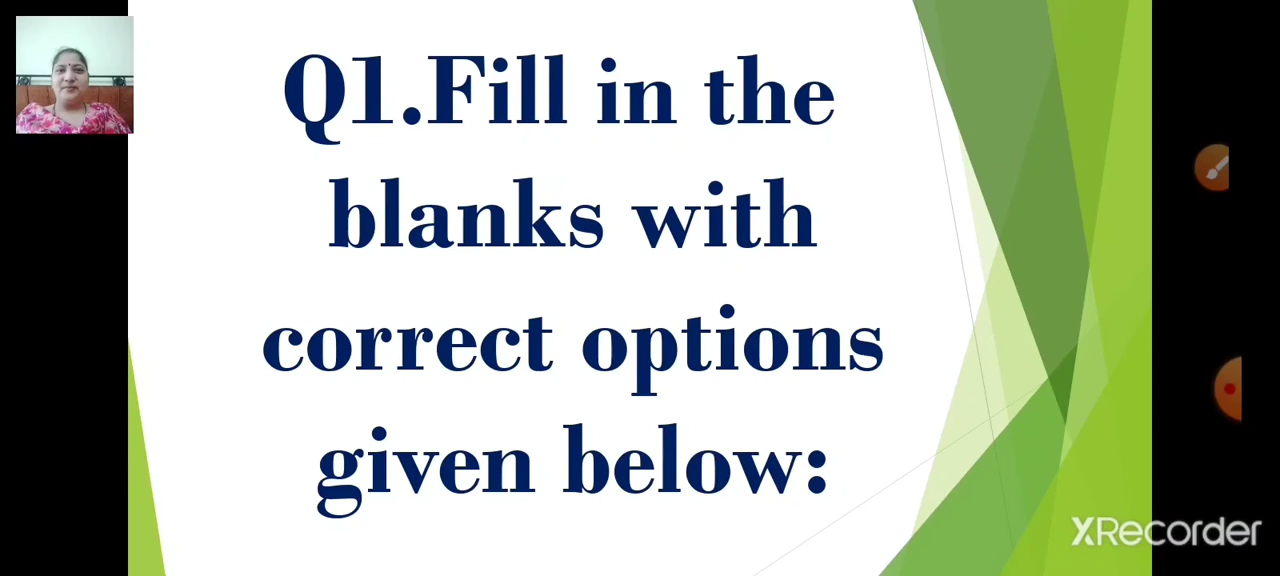 Q1.Fill in the
blanks with
correct options
given below:
XRecorder